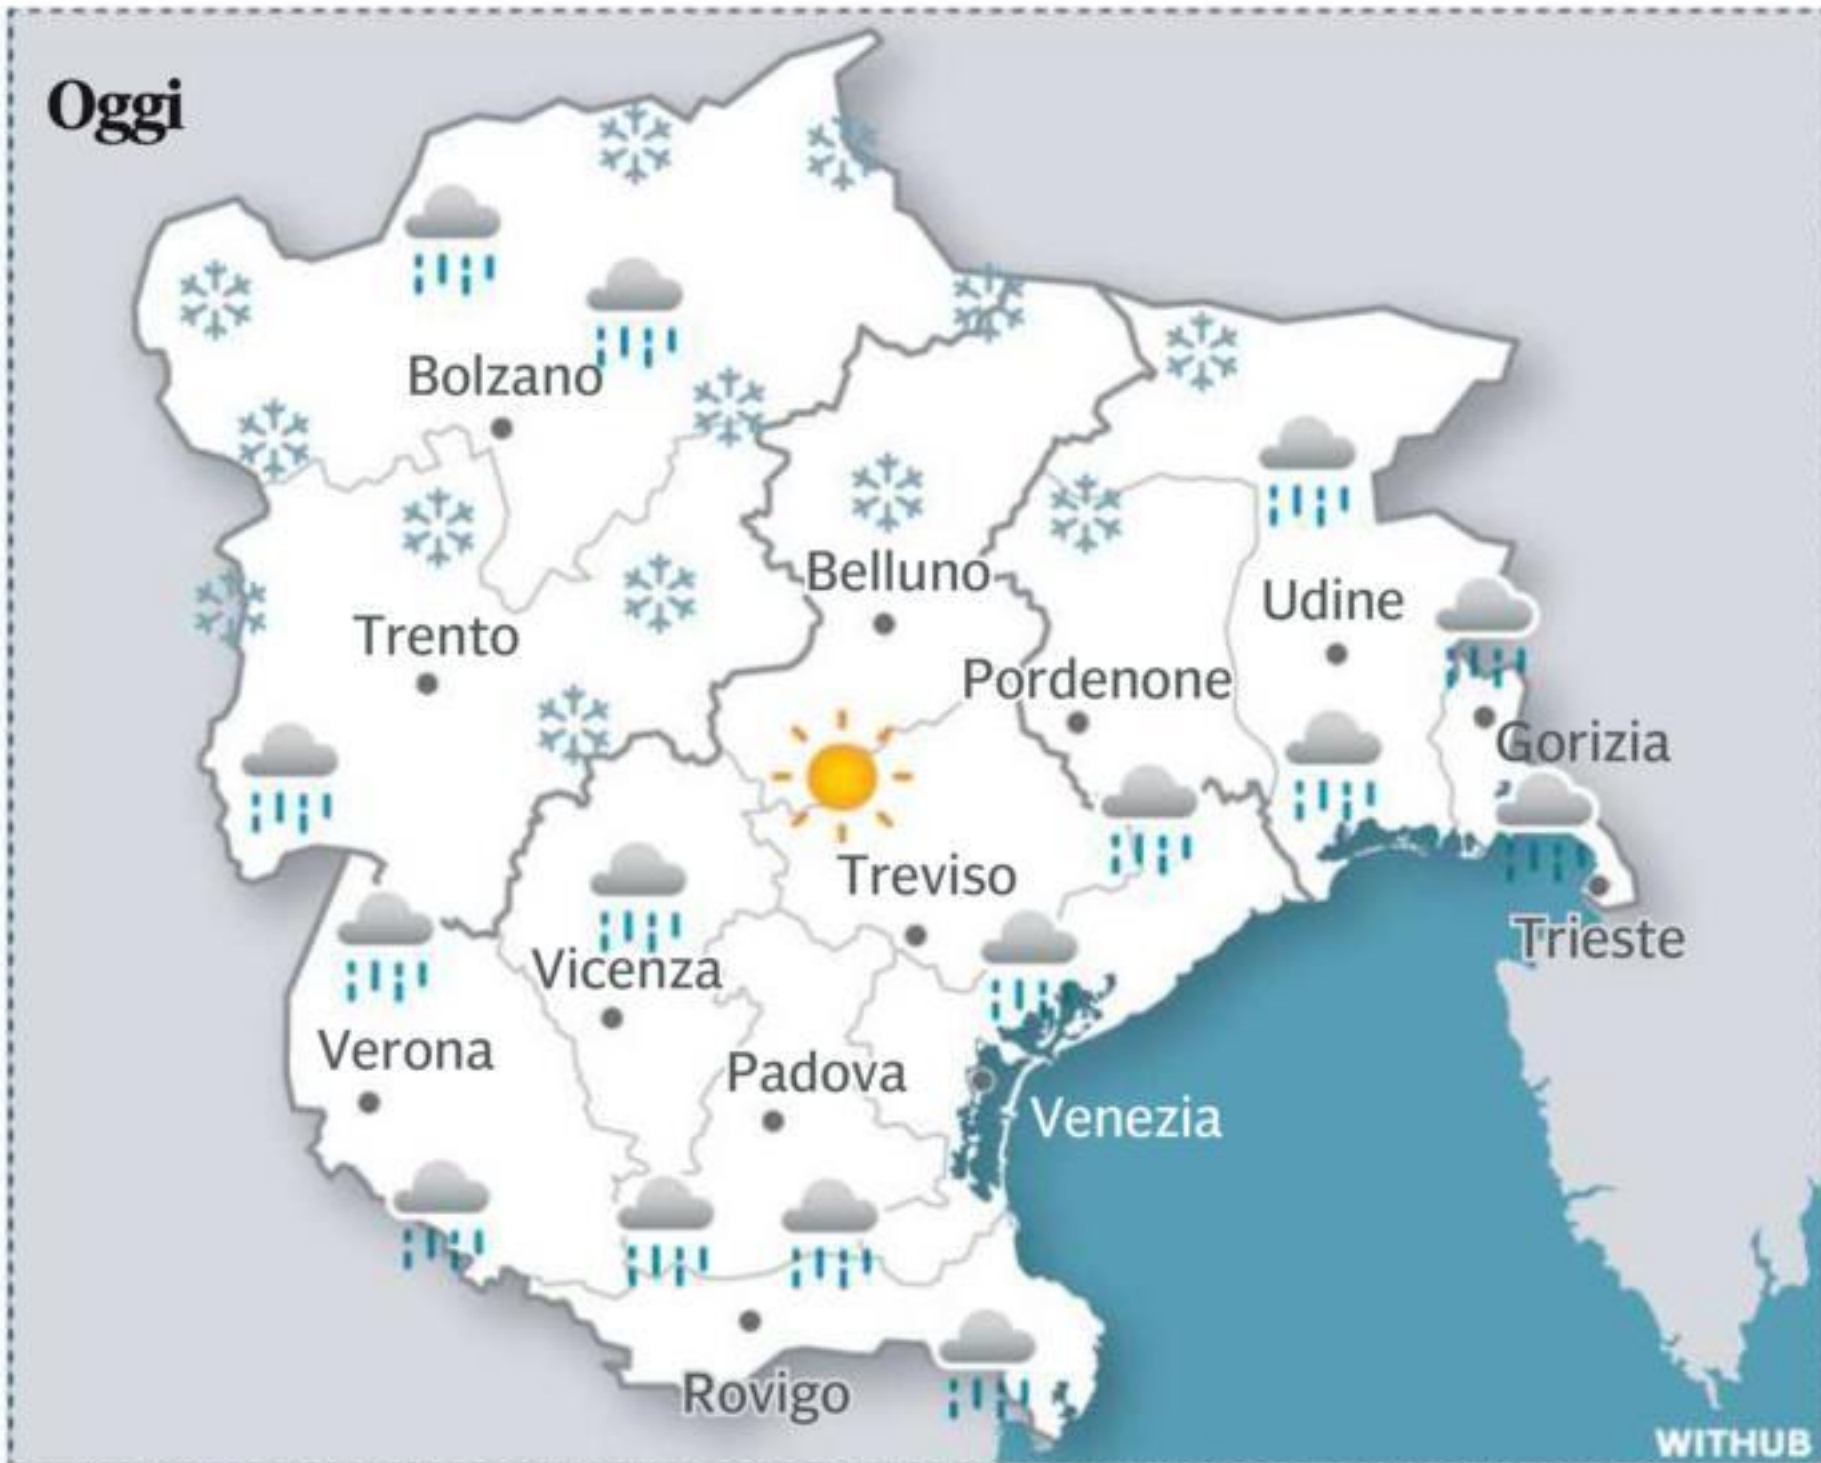 Oggi
Bolzano
Belluno
Udine
Trento
Pordenone
Gorizia
Treviso
Trieste
Vicenza
Verona
Padova
Venezia
Rovigo
WITHUB